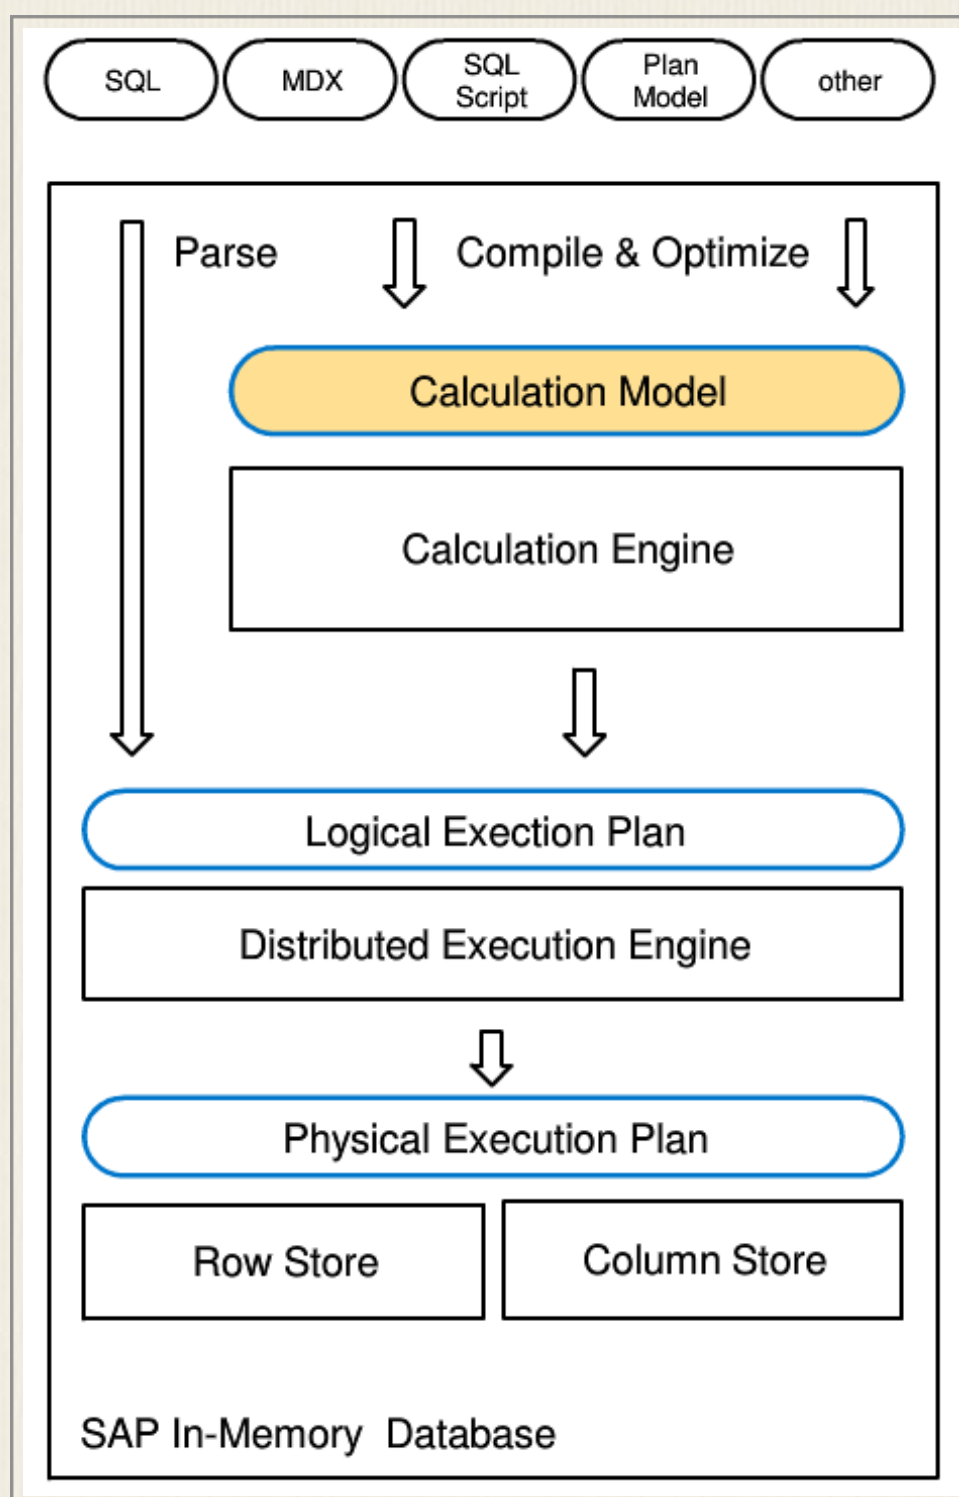 SQL
MDX
SQL
Script
Plan
Model
other
Parse
Compile & Optimize
Calculation Model
Calculation Engine
Logical Exection Plan
Distributed Execution Engine
Physical Execution Plan
Row Store
Column Store
SAP In-Memory Database